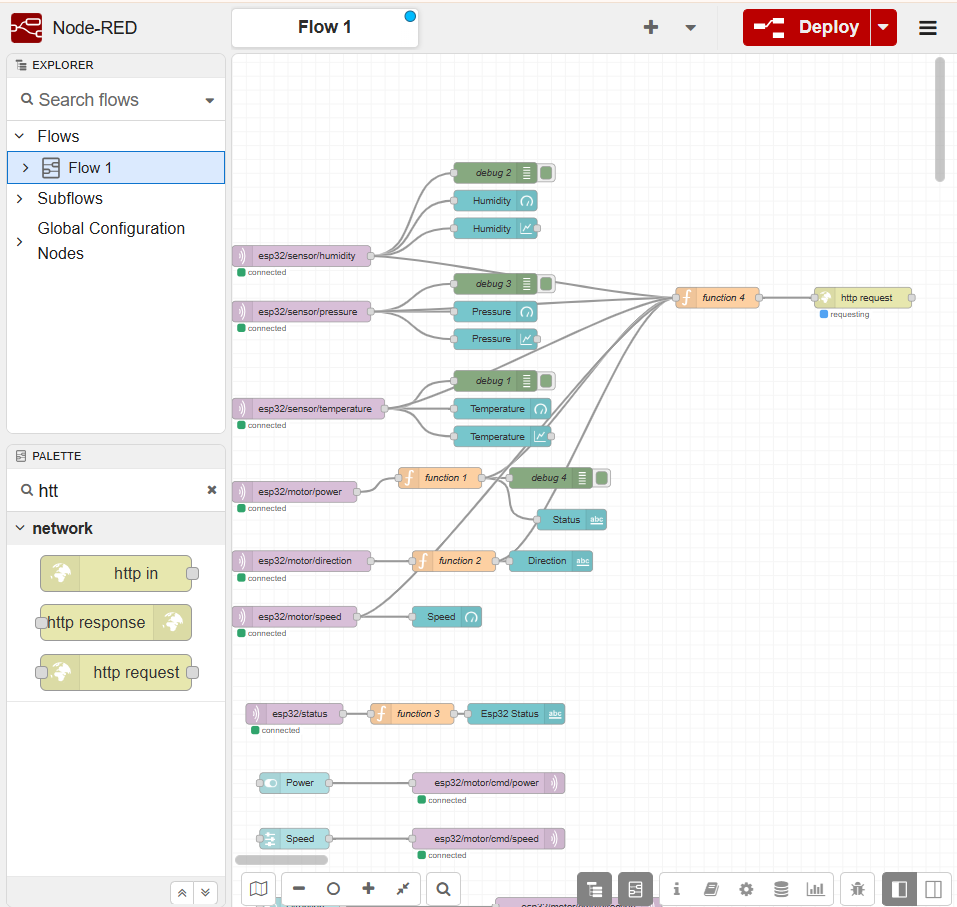 Node-RED
Flow 1
Deploy
EXPLORER
Search flows
Flows
Flow 1
Subflows
Global Configuration
Nodes
PALETTE
htt
network
http in
http response
http request
debug 2
Humidity
Humidity
esp32/sensor/humidity
connected
debug 3
esp32/sensor/pressure
Pressure
connected
Pressure
function 4
http request
requesting
debug 1
esp32/sensor/temperature
Temperature
connected
Temperature
function 1
debug 4
esp32/motor/power
connected
Status
abc
esp32/motor/direction
function 2
Direction
abc
connected
esp32/motor/speed
Speed
connected
esp32/status
function 3
Esp32 Status
abc
connected
Power
esp32/motor/cmd/power
connected
Speed
esp32/motor/cmd/speed
connected